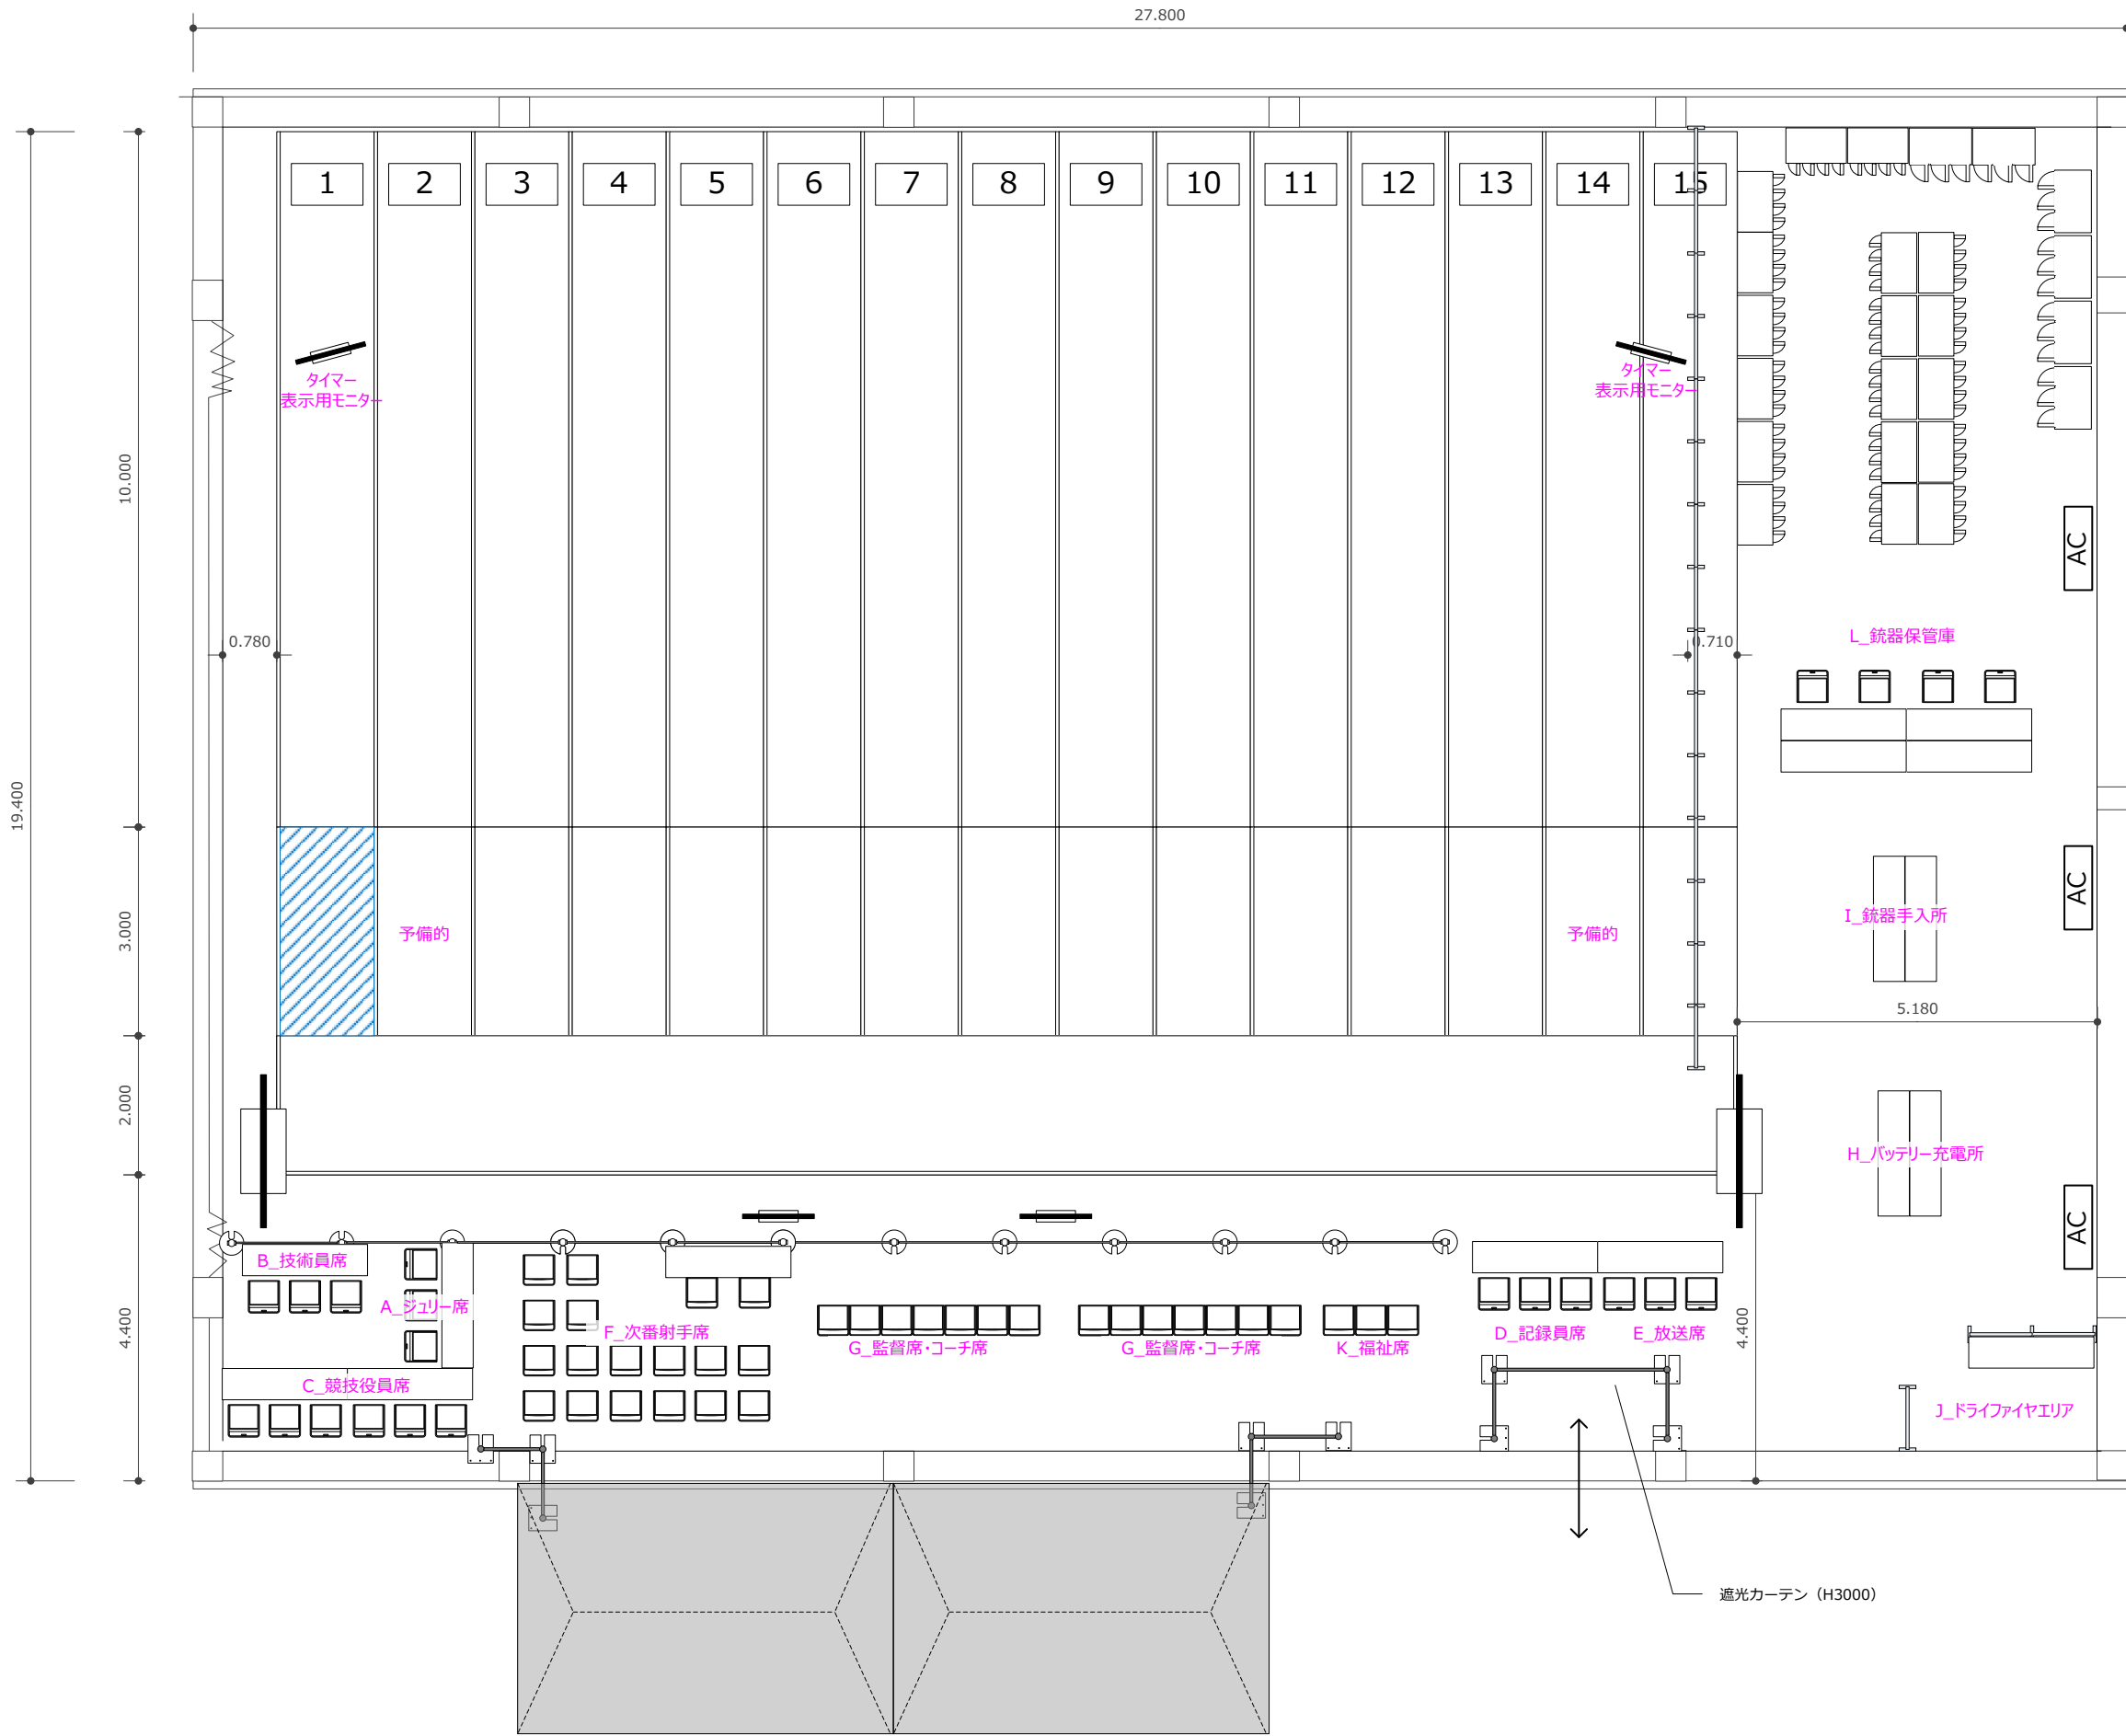 27.800
1 2 3 4 5 6 7 8 9 10 11 12 13 14 15
タイマー
表示用モニター
タイマー
表示用モニター
10.000
AC
0.780
0.710
L_銃器保管庫
19.400
AC
I_銃器手入所
3.000
予備的
予備的
5.180
2.000
H_バッテリー充電所
AC
B_技術員席
A_ジュリー席
4.400
F_次番射手席
G_監督席・コーチ席
G_監督席・コーチ席
K_福祉席
D_記録員席
E_放送席
4.400
C_競技役員席
J_ドライファイヤエリア
遮光カーテン（H3000）